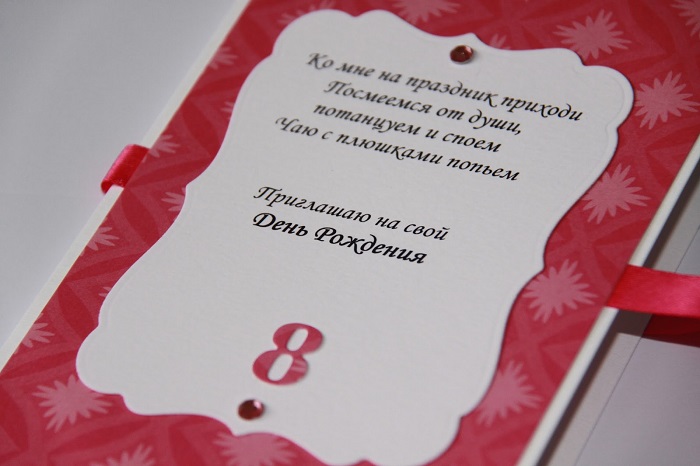 Ко мне на праздник приходи
Посмеемся от души,
потанцуем и споем
Чаю с плюшками попьем
Приглашаю на свой
День Рождения
8